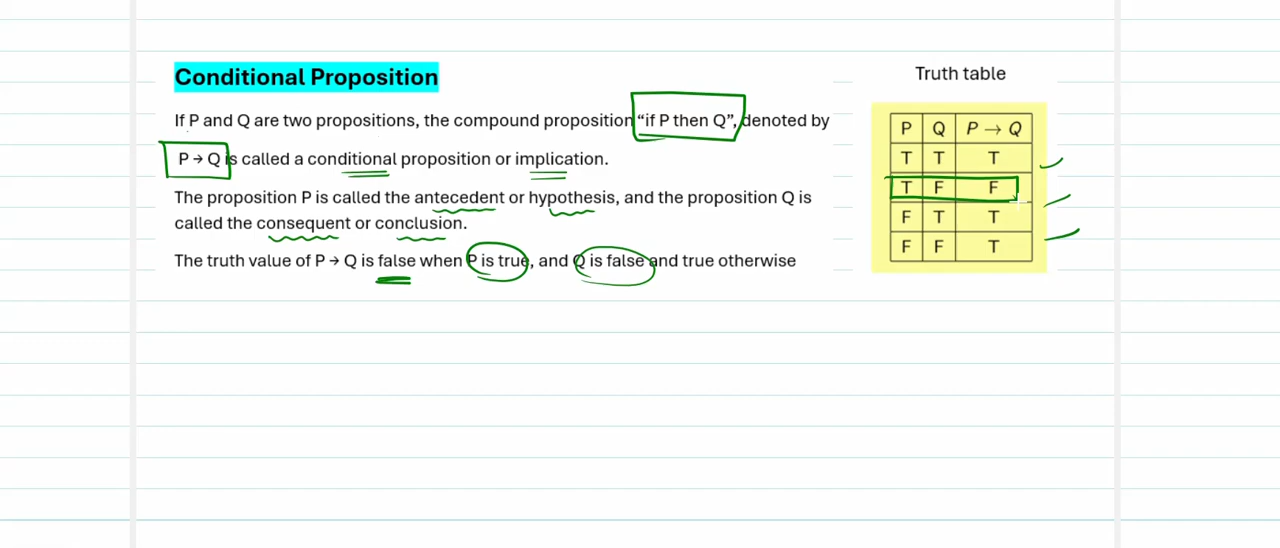 Conditional Proposition
If P and Q are two propositions, the compound proposition “if P then Q”, denoted by
P → Q is called a conditional proposition or implication.
The proposition P is called the antecedent or hypothesis, and the proposition Q is
called the consequent or conclusion.
The truth value of P → Q is false when P is true, and Q is false and true otherwise
Truth table
P Q P → Q
T T T
T F F
F T T
F F T